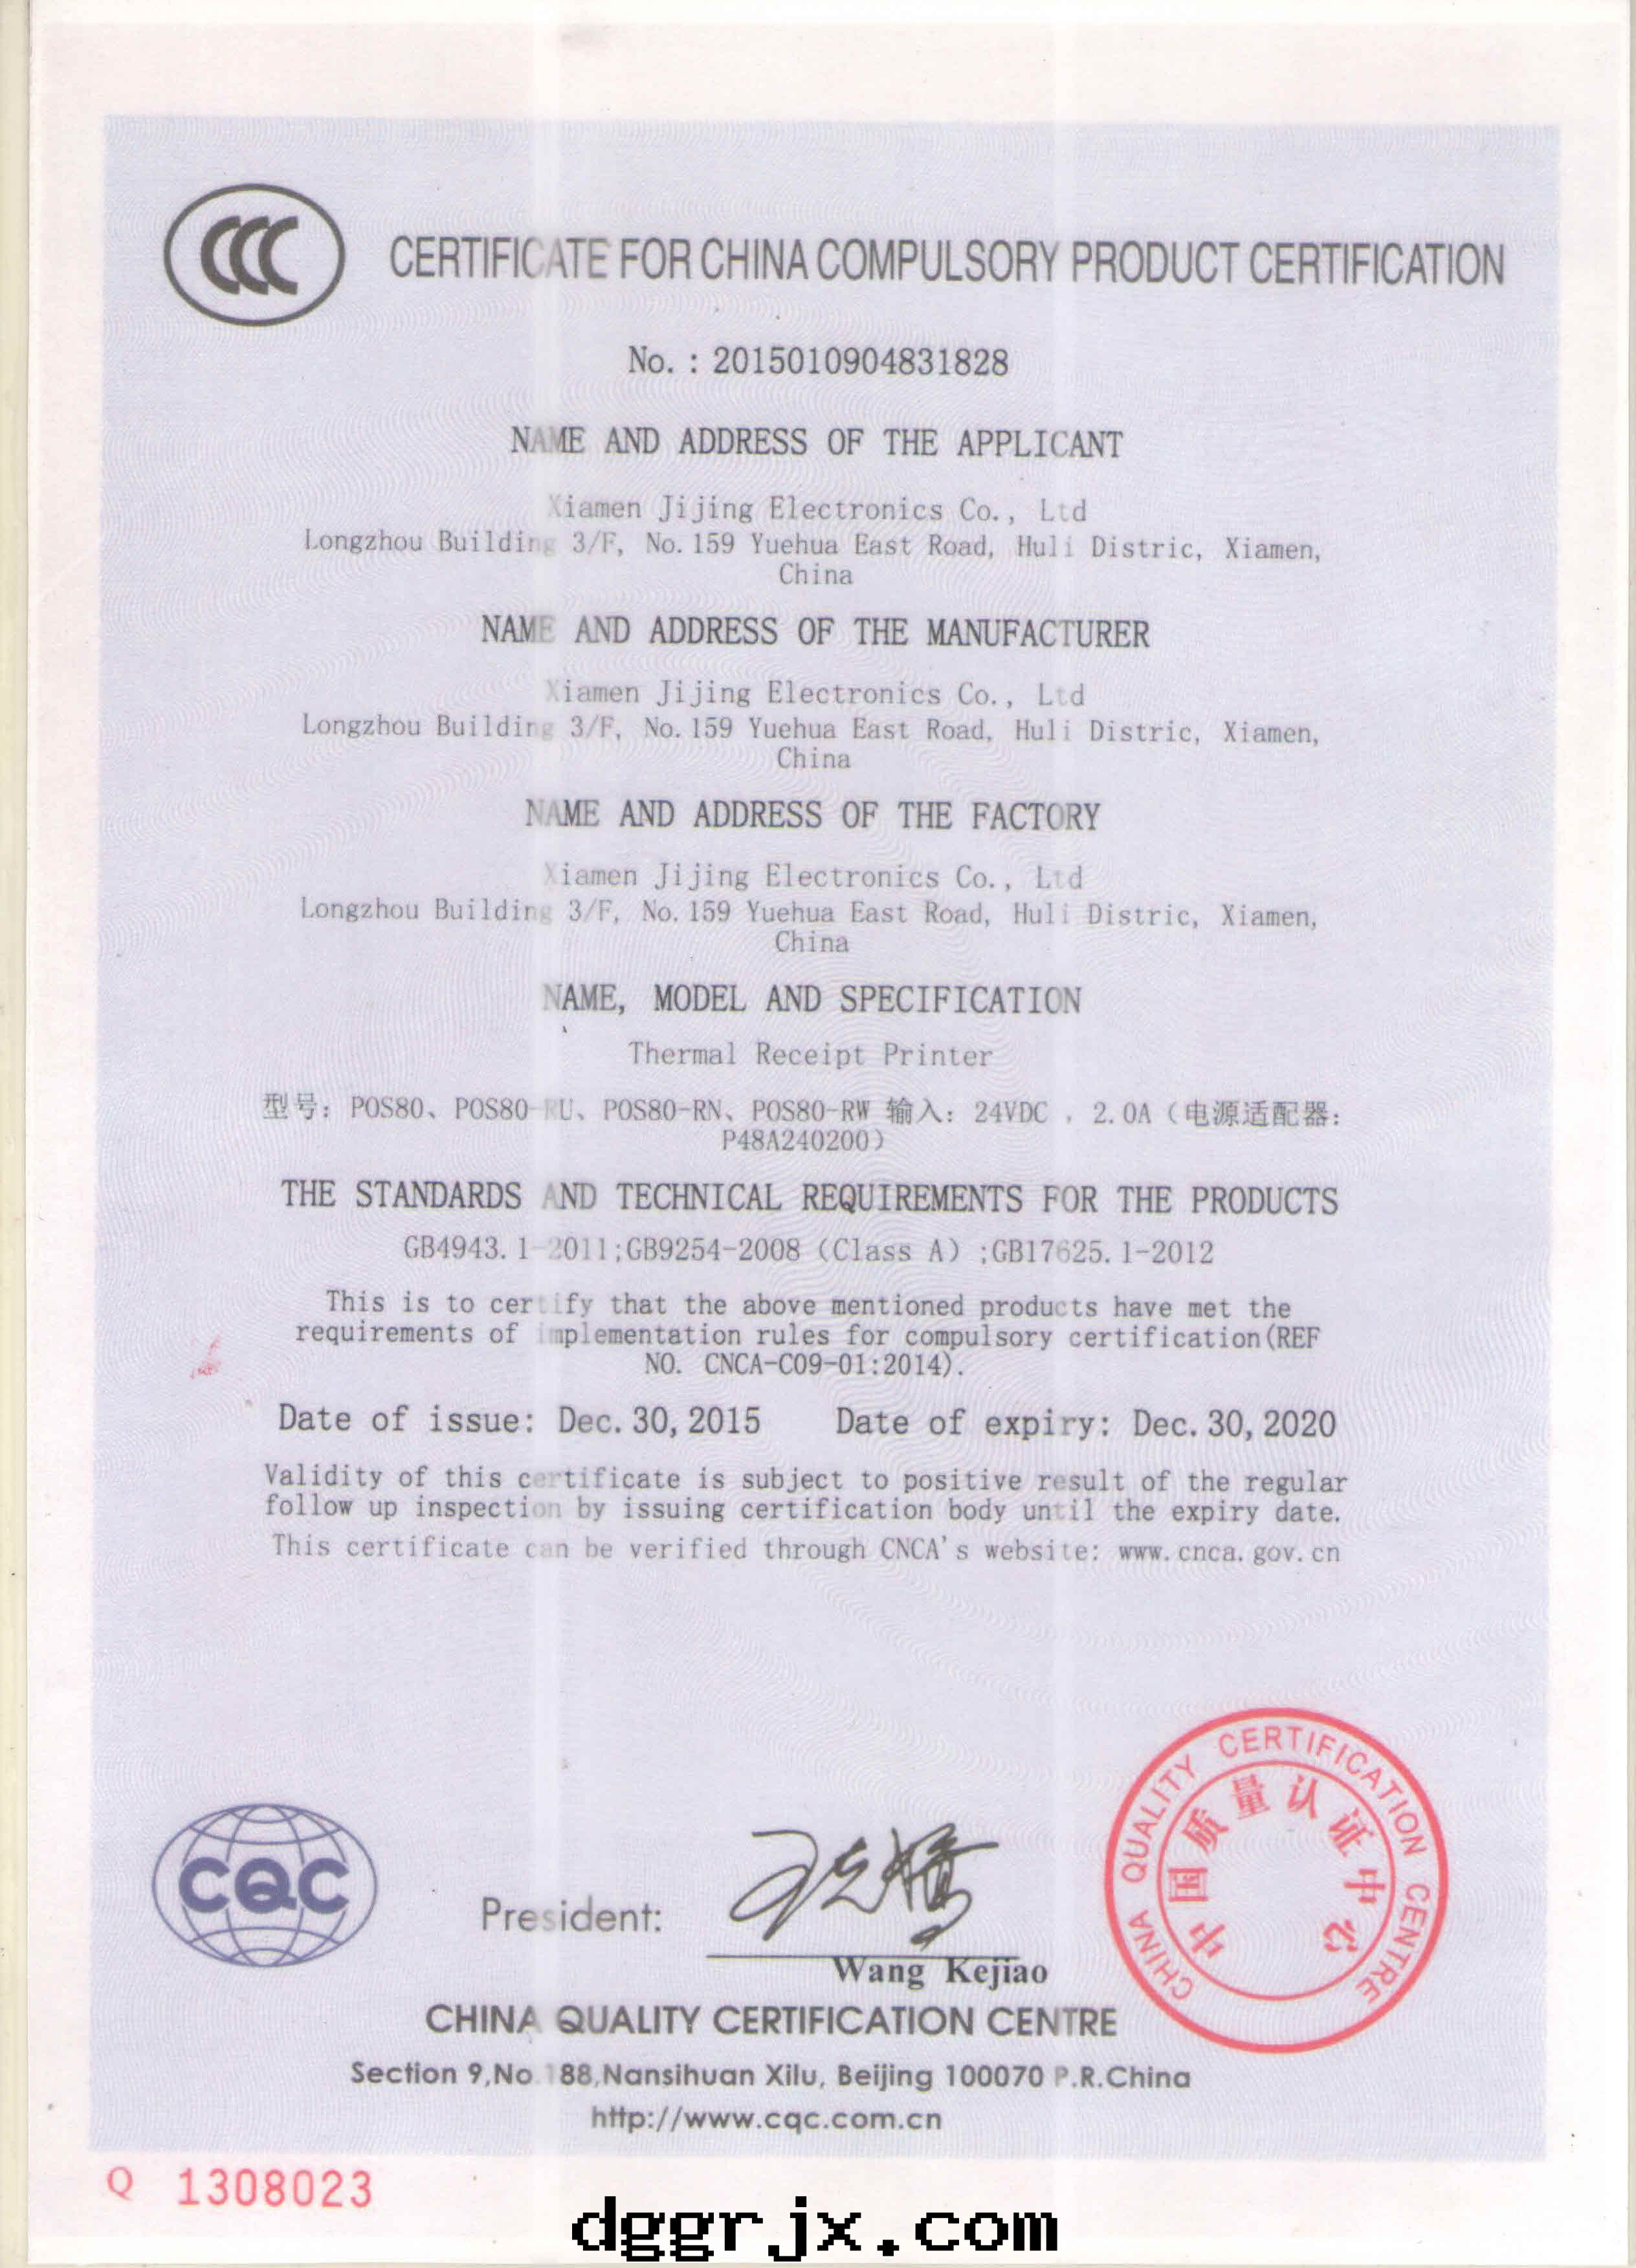 CCC CERTIFICATE FOR CHINA COMPULSORY PRODUCT CERTIFICATION
No. : 2015010904831828
NAME AND ADDRESS OF THE APPLICANT
Xiamen Jijing Electronics Co., Ltd
Longzhou Building 3/F, No.159 Yuehua East Road, Huli Distric, Xiamen,
China
NAME AND ADDRESS OF THE MANUFACTURER
Xiamen Jijing Electronics Co., Ltd
Longzhou Building 3/F, No.159 Yuehua East Road, Huli Distric, Xiamen,
China
NAME AND ADDRESS OF THE FACTORY
Xiamen Jijing Electronics Co., Ltd
Longzhou Building 3/F, No.159 Yuehua East Road, Huli Distric, Xiamen,
China
NAME, MODEL AND SPECIFICATION
Thermal Receipt Printer
型号: POS80、POS80-RU、POS80-RN、POS80-RW 输入: 24VDC , 2.0A (电源适配器:
P48A240200)
THE STANDARDS AND TECHNICAL REQUIREMENTS FOR THE PRODUCTS
GB4943.1-2011;GB9254-2008 (Class A) ;GB17625.1-2012
This is to certify that the above mentioned products have met the
requirements of implementation rules for compulsory certification(REF
NO. CNCA-C09-01:2014).
Date of issue: Dec.30,2015 Date of expiry: Dec.30,2020
Validity of this certificate is subject to positive result of the regular
follow up inspection by issuing certification body until the expiry date.
This certificate can be verified through CNCA's website: www.cnca.gov.cn
CHINA QUALITY CERTIFICATION CENTRE
中国质量认证中心
CQC
President: 王克娇
Wang Kejiao
CHINA QUALITY CERTIFICATION CENTRE
Section 9,No.188,Nansihuan Xilu, Beijing 100070 P.R.China
http://www.cqc.com.cn
Q 1308023
dggrjx.com